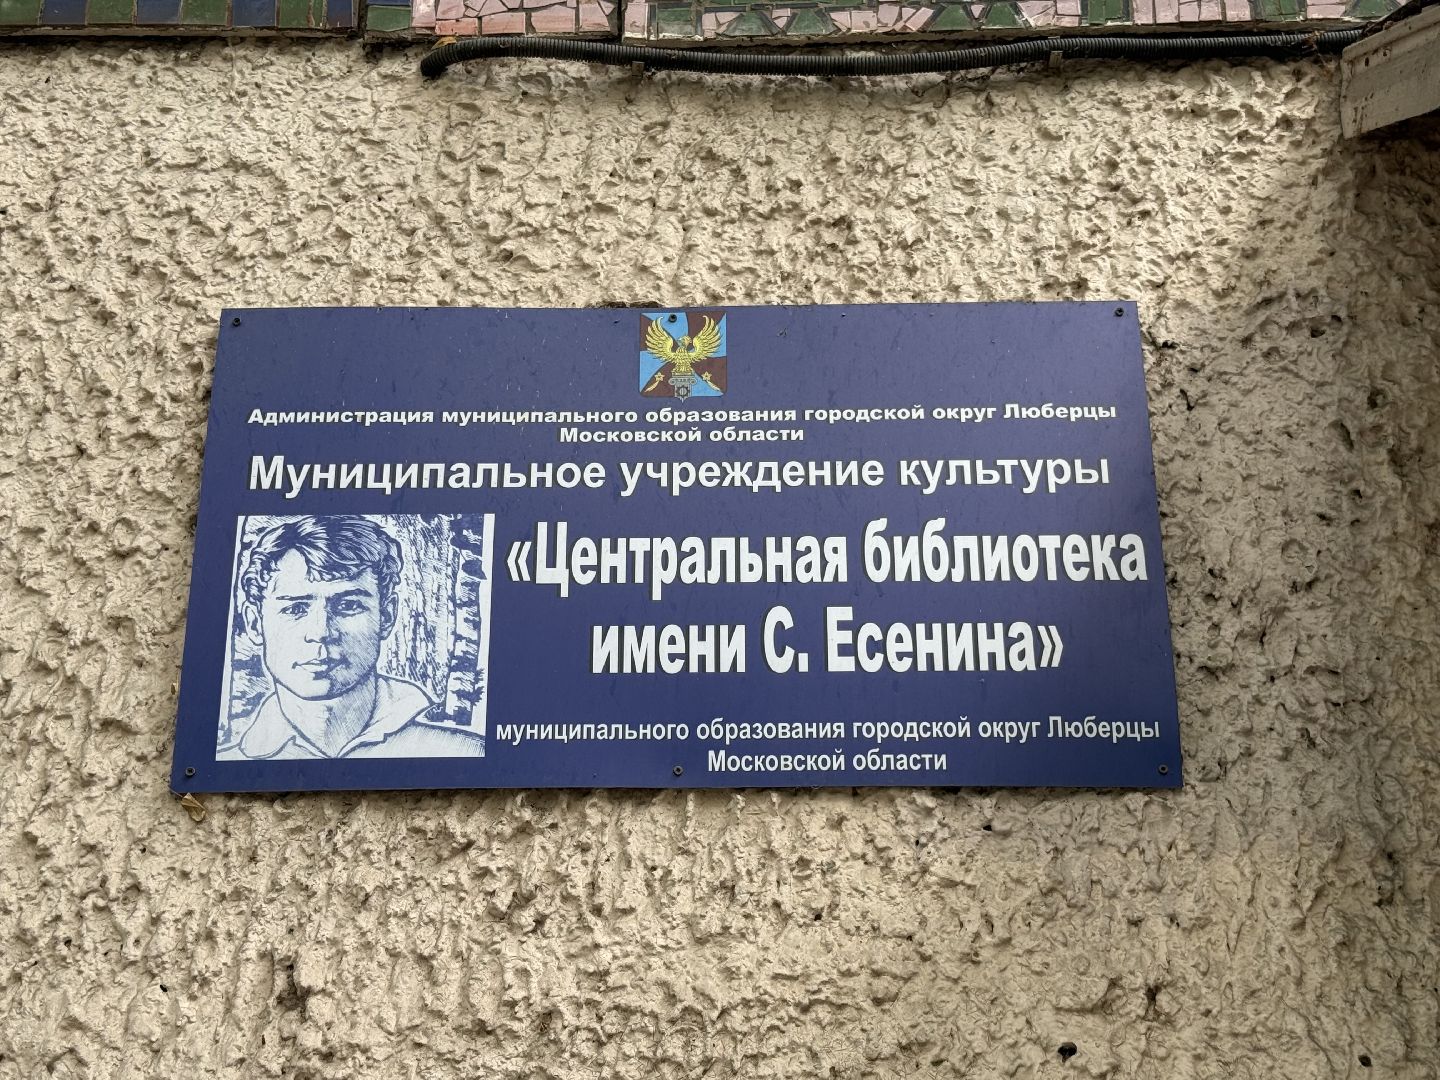 Администрация муниципального образования городской округ Люберцы
Московской области
Муниципальное учреждение культуры
«Центральная библиотека
имени С. Есенина»
муниципального образования городской округ Люберцы
Московской области